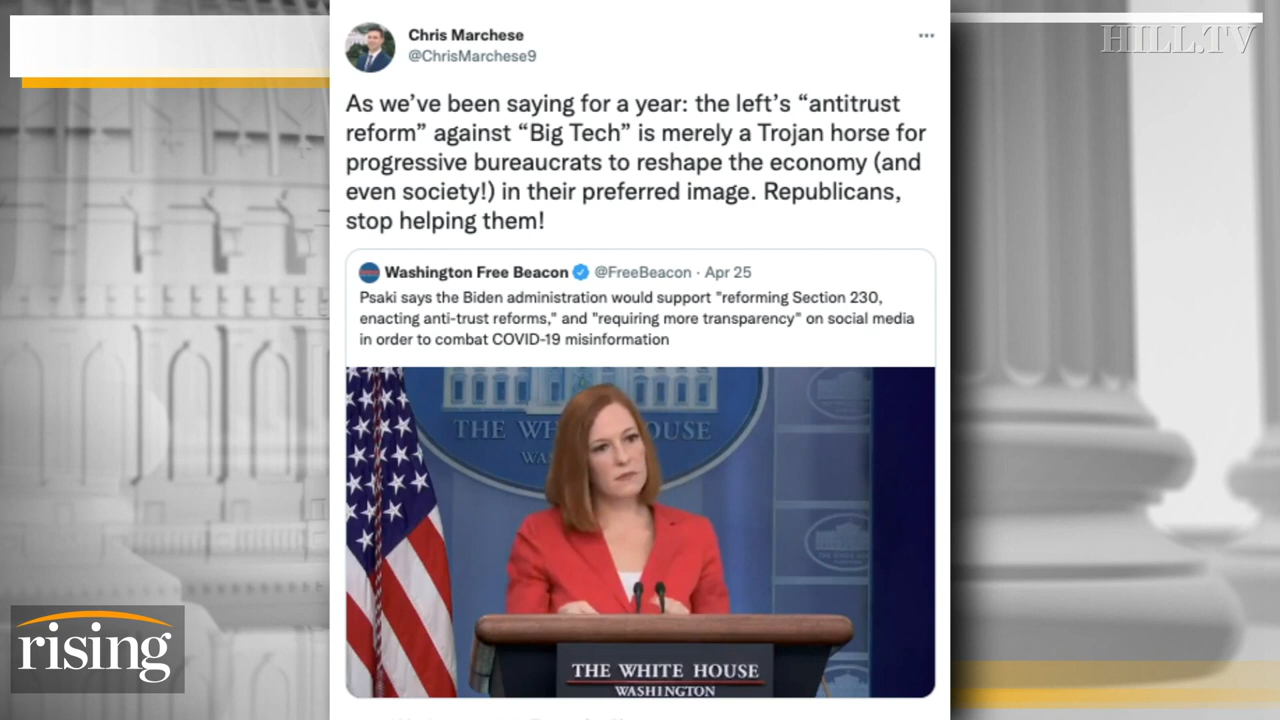 HILL.TV
Chris Marchese
@ChrisMarchese9
As we’ve been saying for a year: the left’s “antitrust
reform” against “Big Tech” is merely a Trojan horse for
progressive bureaucrats to reshape the economy (and
even society!) in their preferred image. Republicans,
stop helping them!
Washington Free Beacon @FreeBeacon · Apr 25
Psaki says the Biden administration would support "reforming Section 230,
enacting anti-trust reforms," and "requiring more transparency" on social media
in order to combat COVID-19 misinformation
THE WH OUSE
WA
THE WHITE HOUSE
WASHINGTON
rising